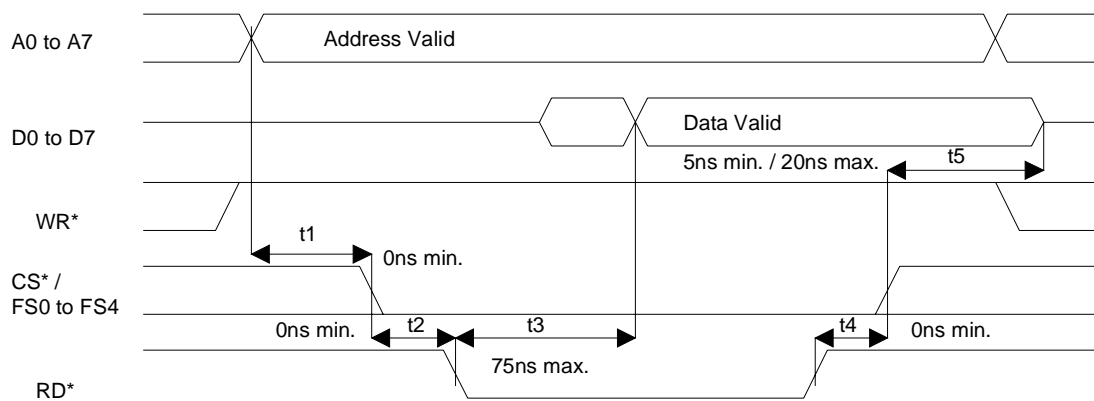 A0 to A7
Address Valid
D0 to D7
Data Valid
5ns min. / 20ns max.
t5
WR*
t1
0ns min.
CS* /
FS0 to FS4
0ns min.
t2
t3
t4
0ns min.
75ns max.
RD*